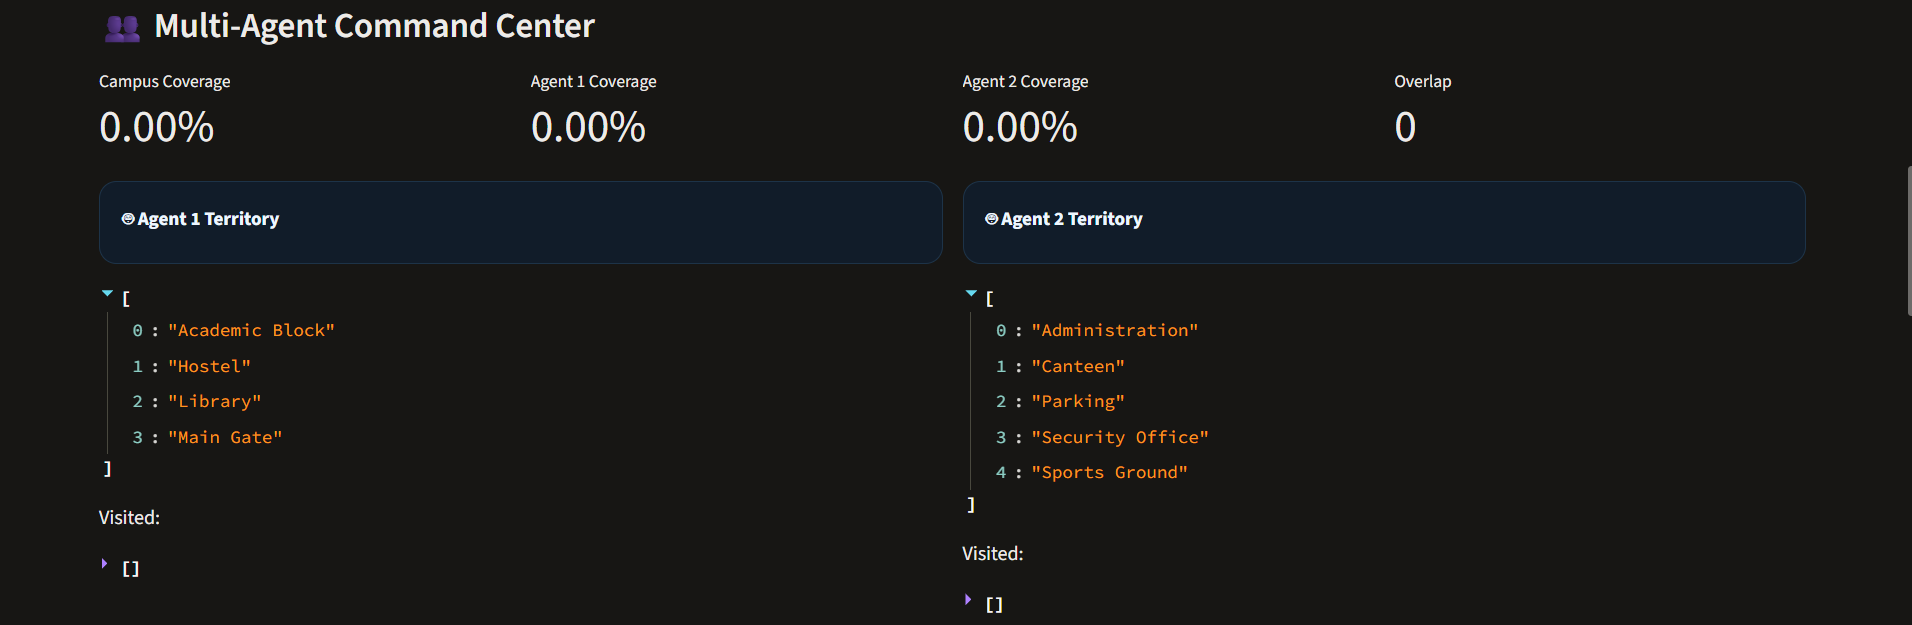 Multi-Agent Command Center
Campus Coverage
0.00%
Agent 1 Coverage
0.00%
Agent 2 Coverage
0.00%
Overlap
0
Agent 1 Territory
[
0 : "Academic Block"
1 : "Hostel"
2 : "Library"
3 : "Main Gate"
]
Visited:
[]
Agent 2 Territory
[
0 : "Administration"
1 : "Canteen"
2 : "Parking"
3 : "Security Office"
4 : "Sports Ground"
]
Visited:
[]